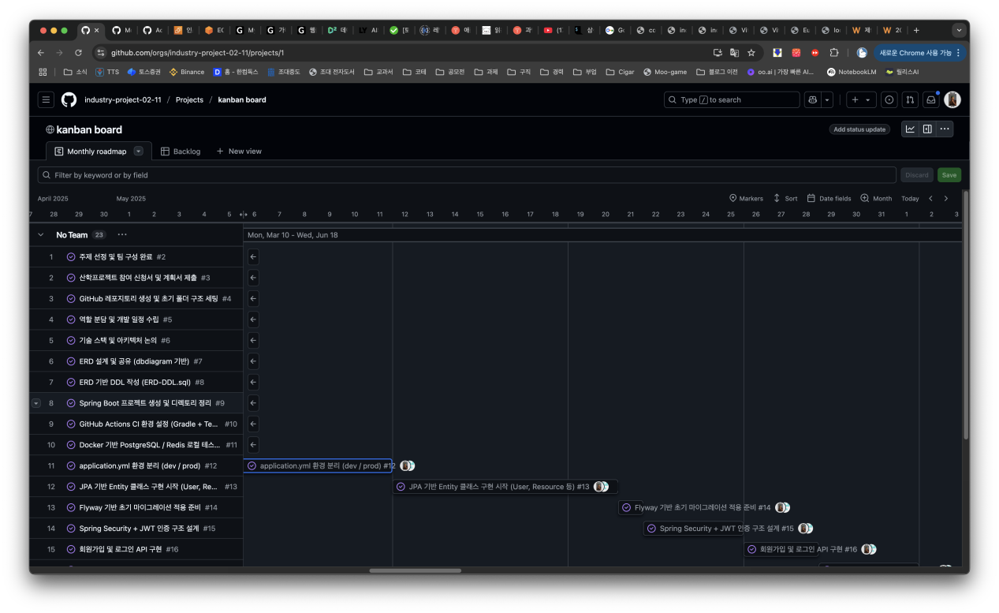 github.com/orgs/industry-project-02-11/projects/1
새로운 Chrome 사용 가능
소식 TTS 토스증권 Binance 홈 - 한컴독스 조대중도 조대 전자도서 교과서 코테 공모전 과제 구직 경력 부업 Cigar Moo-game 블로그 이전 oo.ai | 가장 빠른 AI... NotebookLM 릴리스AI
industry-project-02-11 / Projects / kanban board
Type / to search
kanban board
Add status update
Monthly roadmap Backlog + New view
Filter by keyword or by field
Discard Save
April 2025 May 2025
Markers Sort Date fields Month Today
7 28 29 30 1 2 3 4 5 6 7 8 9 10 11 12 13 14 15 16 17 18 19 20 21 22 23 24 25 26 27 28 29 30 31 1 2 3
No Team 23 ...
Mon, Mar 10 - Wed, Jun 18
1 주제 선정 및 팀 구성 완료 #2
2 산학프로젝트 참여 신청서 및 계획서 제출 #3
3 GitHub 레포지토리 생성 및 초기 폴더 구조 세팅 #4
4 역할 분담 및 개발 일정 수립 #5
5 기술 스택 및 아키텍처 논의 #6
6 ERD 설계 및 공유 (dbdiagram 기반) #7
7 ERD 기반 DDL 작성 (ERD-DDL.sql) #8
8 Spring Boot 프로젝트 생성 및 디렉토리 정리 #9
9 GitHub Actions CI 환경 설정 (Gradle + Te... #10
10 Docker 기반 PostgreSQL / Redis 로컬 테스... #11
11 application.yml 환경 분리 (dev / prod) #12
application.yml 환경 분리 (dev / prod) #12
12 JPA 기반 Entity 클래스 구현 시작 (User, Re... #13
JPA 기반 Entity 클래스 구현 시작 (User, Resource 등) #13
13 Flyway 기반 초기 마이그레이션 적용 준비 #14
Flyway 기반 초기 마이그레이션 적용 준비 #14
14 Spring Security + JWT 인증 구조 설계 #15
Spring Security + JWT 인증 구조 설계 #15
15 회원가입 및 로그인 API 구현 #16
회원가입 및 로그인 API 구현 #16